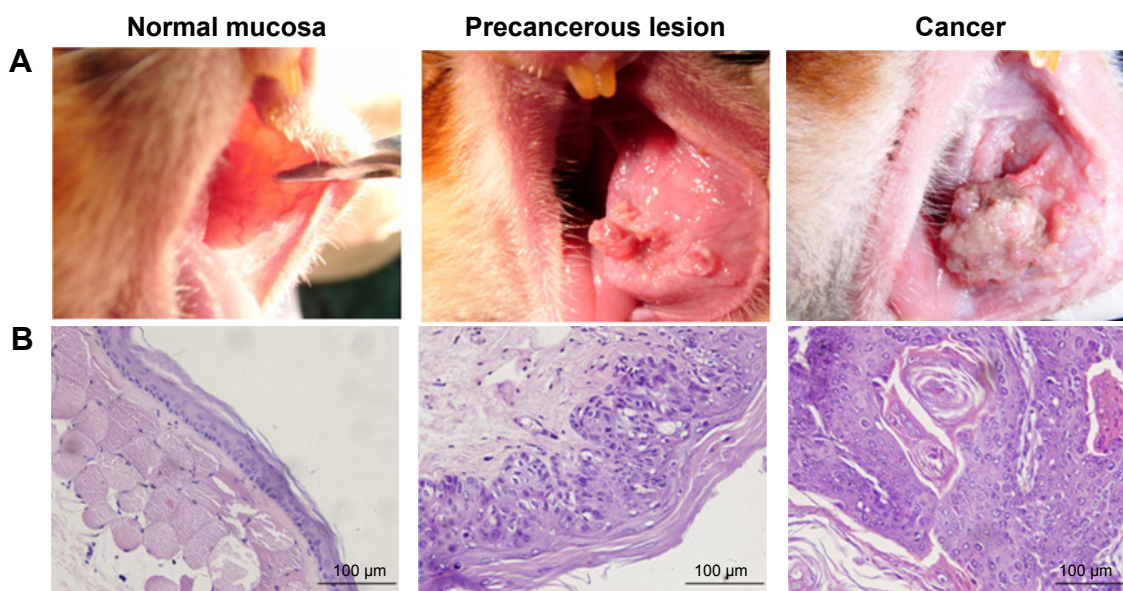 Normal mucosa
Precancerous lesion
Cancer
A
B
100 µm
100 µm
100 µm